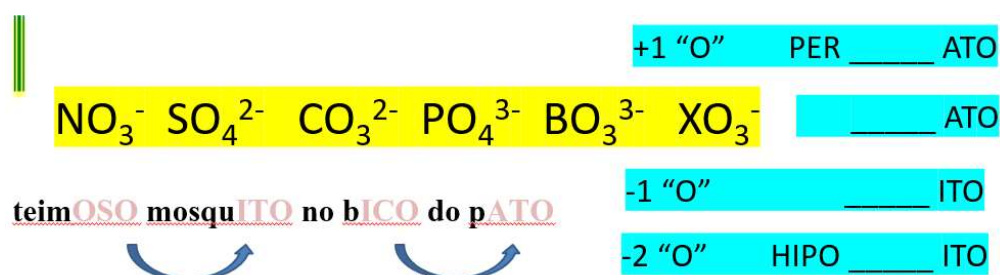 +1 “O” PER _____ ATO
NO₃⁻ SO₄²⁻ CO₃²⁻ PO₄³⁻ BO₃³⁻ XO₃⁻
_____ ATO
-1 “O” _____ ITO
teimOSO mosquITO no bICO do pATO
-2 “O” HIPO _____ ITO